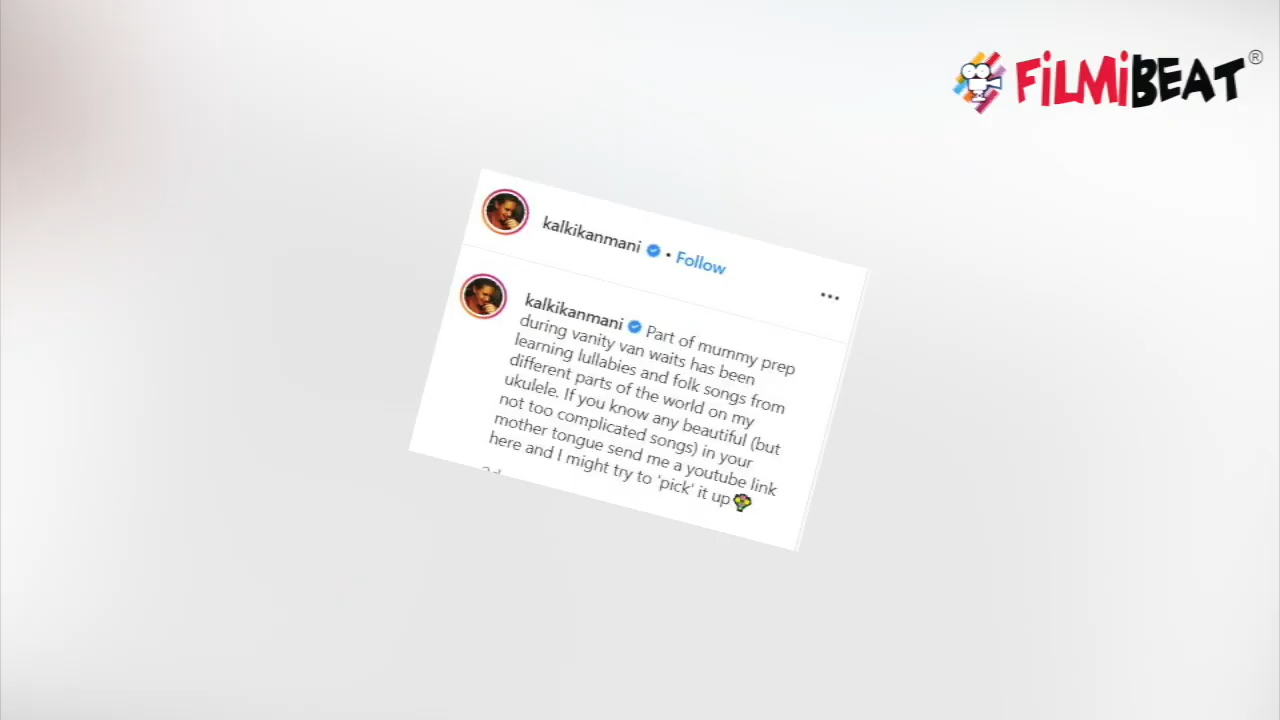 FiLMiBEAT®
kalkikanmani • Follow
kalkikanmani Part of mummy prep
during vanity van waits has been
learning lullabies and folk songs from
different parts of the world on my
ukulele. If you know any beautiful (but
not too complicated songs) in your
mother tongue send me a youtube link
here and I might try to 'pick' it up💐